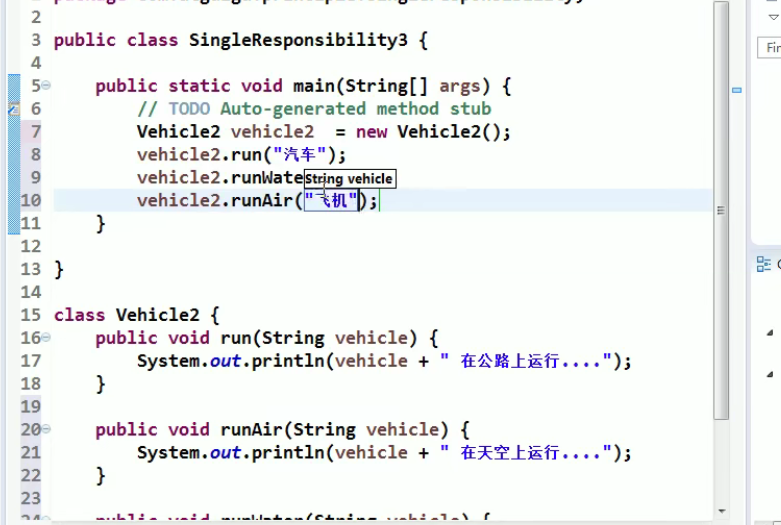 2
3 public class SingleResponsibility3 {
4
5 public static void main(String[] args) {
6 // TODO Auto-generated method stub
7 Vehicle2 vehicle2 = new Vehicle2();
8 vehicle2.run("汽车");
9 vehicle2.runWate
String vehicle
10 vehicle2.runAir("飞机");
11 }
12
13 }
14
15 class Vehicle2 {
16 public void run(String vehicle) {
17 System.out.println(vehicle + " 在公路上运行....");
18 }
19
20 public void runAir(String vehicle) {
21 System.out.println(vehicle + " 在天空上运行....");
22 }
23
24 public void runWater(String vehicle) {
Fin